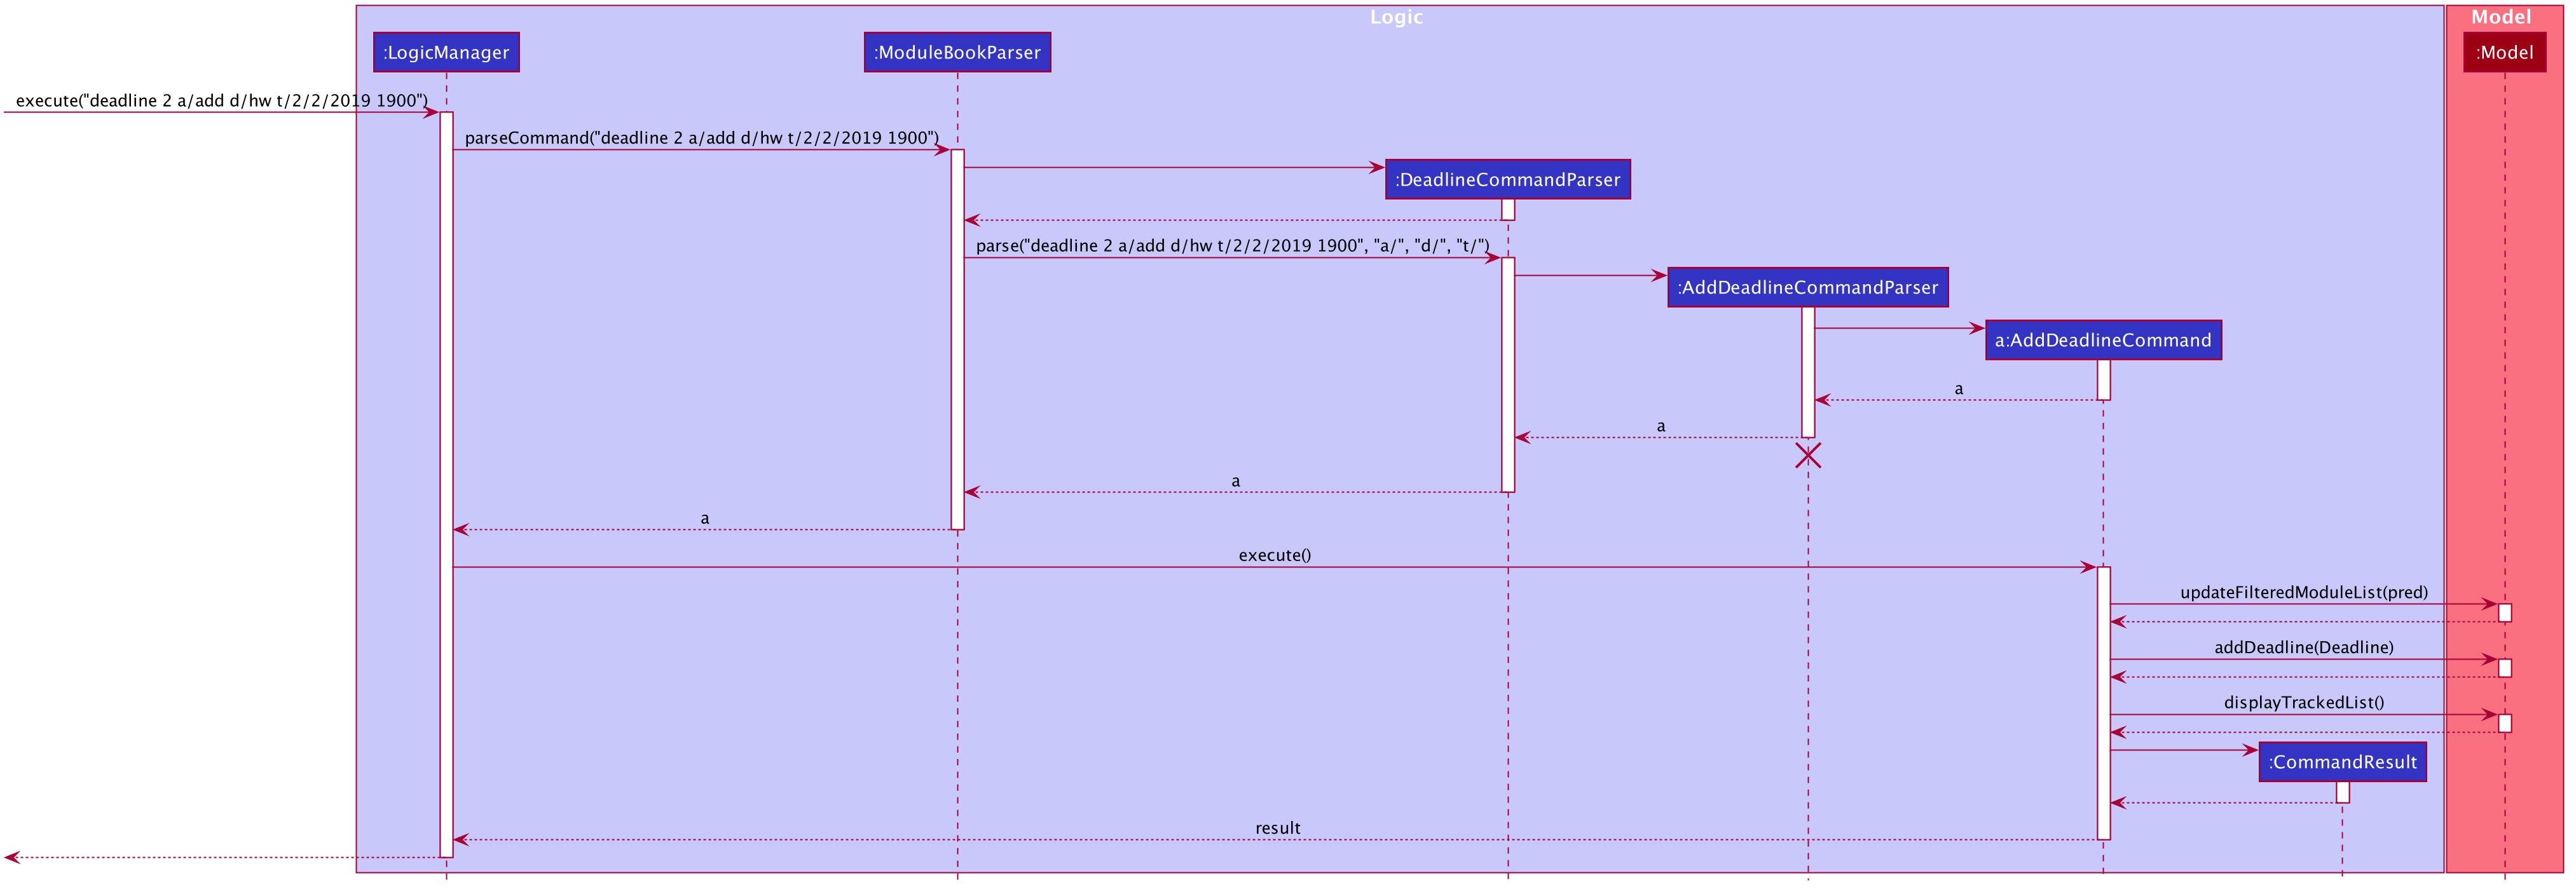 Logic
Model
:LogicManager
:ModuleBookParser
:Model
execute("deadline 2 a/add d/hw t/2/2/2019 1900")
parseCommand("deadline 2 a/add d/hw t/2/2/2019 1900")
:DeadlineCommandParser
parse("deadline 2 a/add d/hw t/2/2/2019 1900", "a/", "d/", "t/")
:AddDeadlineCommandParser
a:AddDeadlineCommand
a
a
a
a
execute()
updateFilteredModuleList(pred)
addDeadline(Deadline)
displayTrackedList()
:CommandResult
result